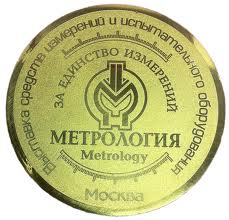 Выставка средств измерений и испытательного оборудования
ЗА ЕДИНСТВО ИЗМЕРЕНИЙ
МЕТРОЛОГИЯ
Metrology
Москва